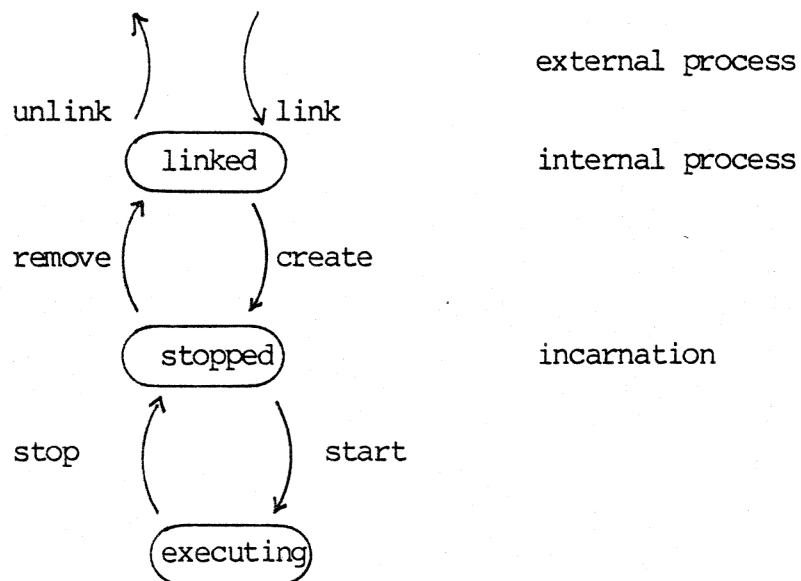 external process
unlink link
linked internal process
remove create
stopped incarnation
stop start
executing